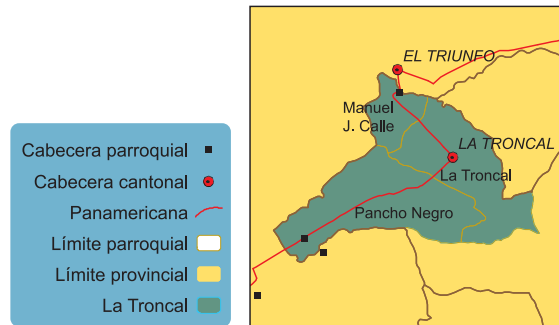 EL TRIUNFO
Manuel
J. Calle
LA TRONCAL
La Troncal
Pancho Negro
Cabecera parroquial
Cabecera cantonal
Panamericana
Límite parroquial
Límite provincial
La Troncal